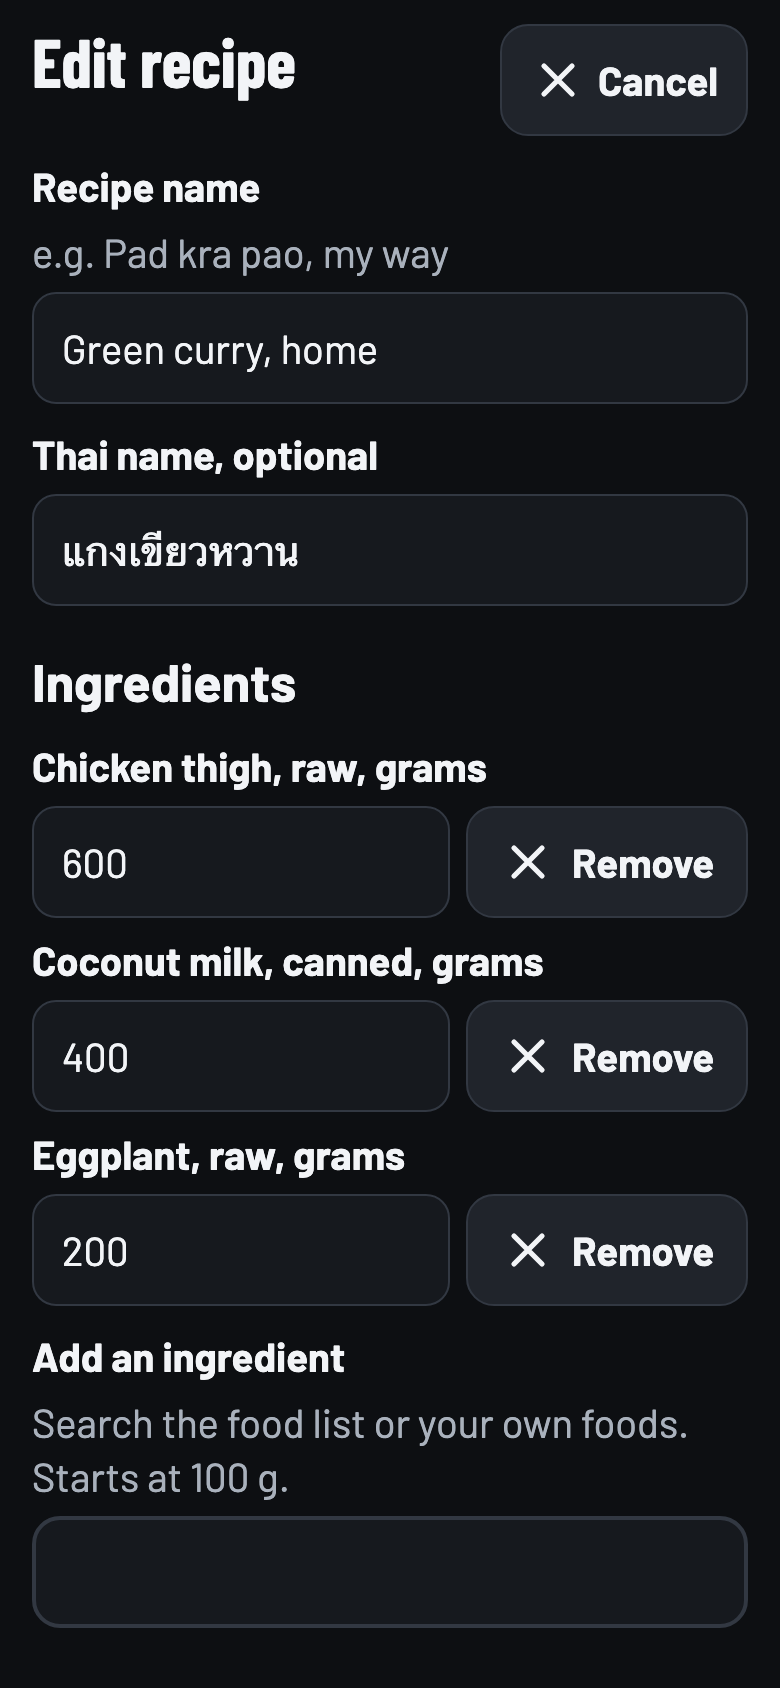 Edit recipe
Cancel
Recipe name
e.g. Pad kra pao, my way
Green curry, home
Thai name, optional
แกงเขียวหวาน
Ingredients
Chicken thigh, raw, grams
600
Remove
Coconut milk, canned, grams
400
Remove
Eggplant, raw, grams
200
Remove
Add an ingredient
Search the food list or your own foods.
Starts at 100 g.